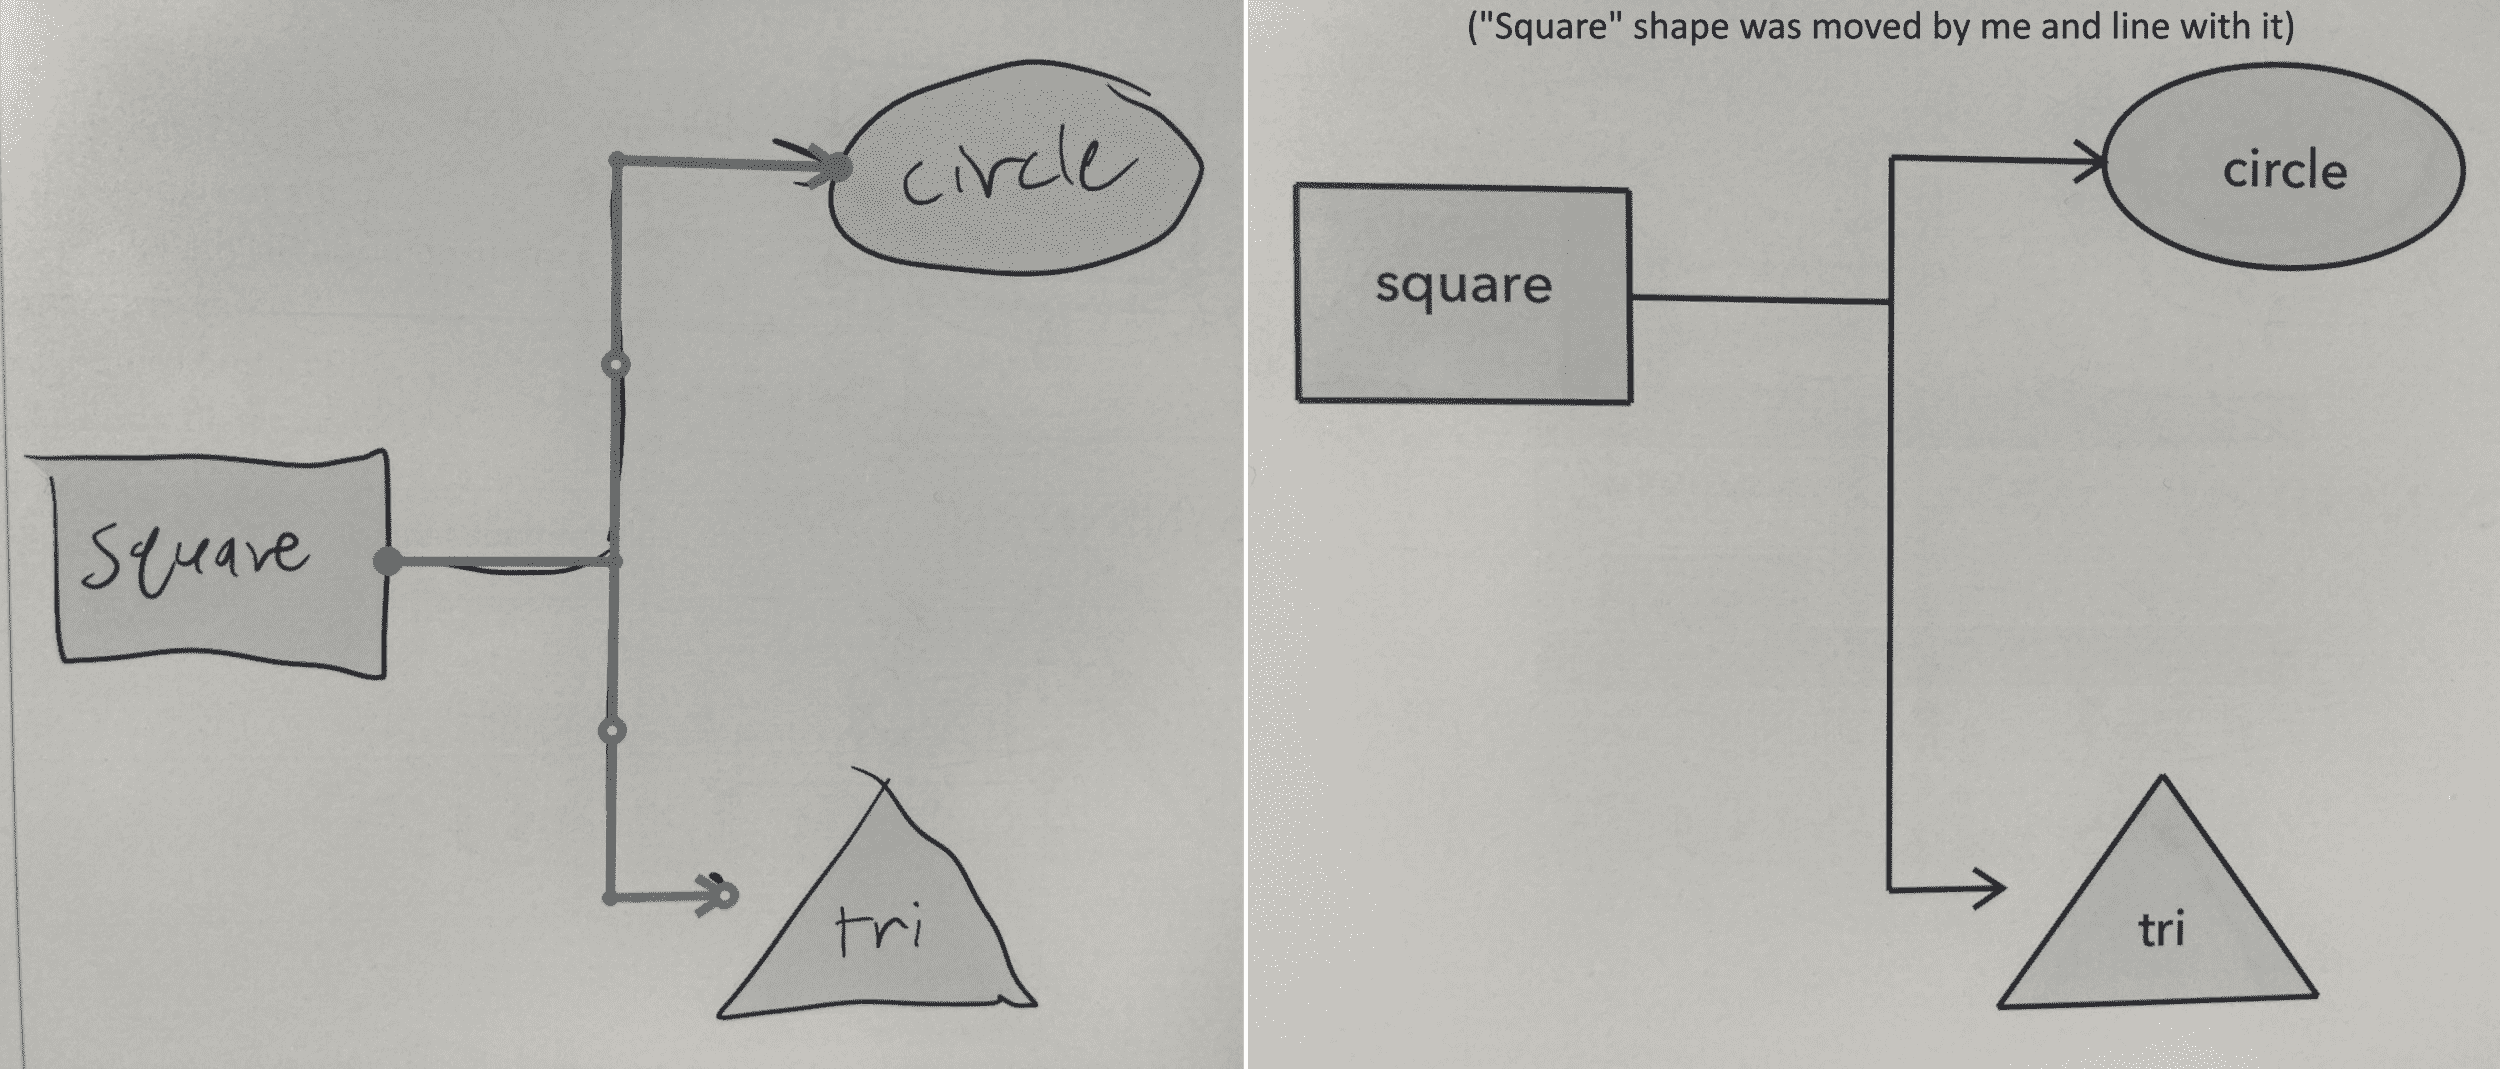 circle
square
tri
("Square" shape was moved by me and line with it)
circle
square
tri